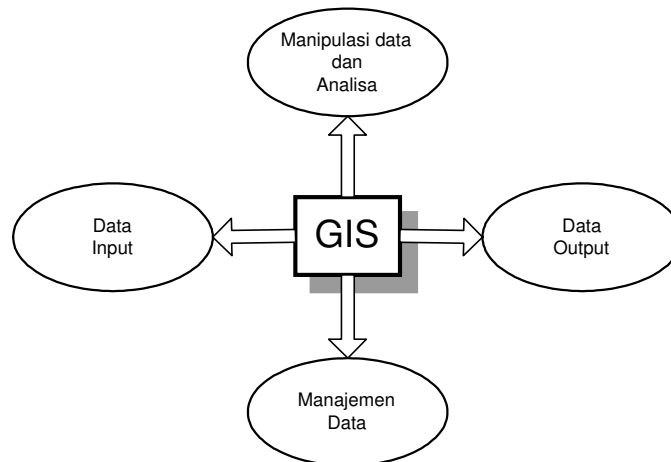 Manipulasi data
dan
Analisa
Data
Input
GIS
Data
Output
Manajemen
Data